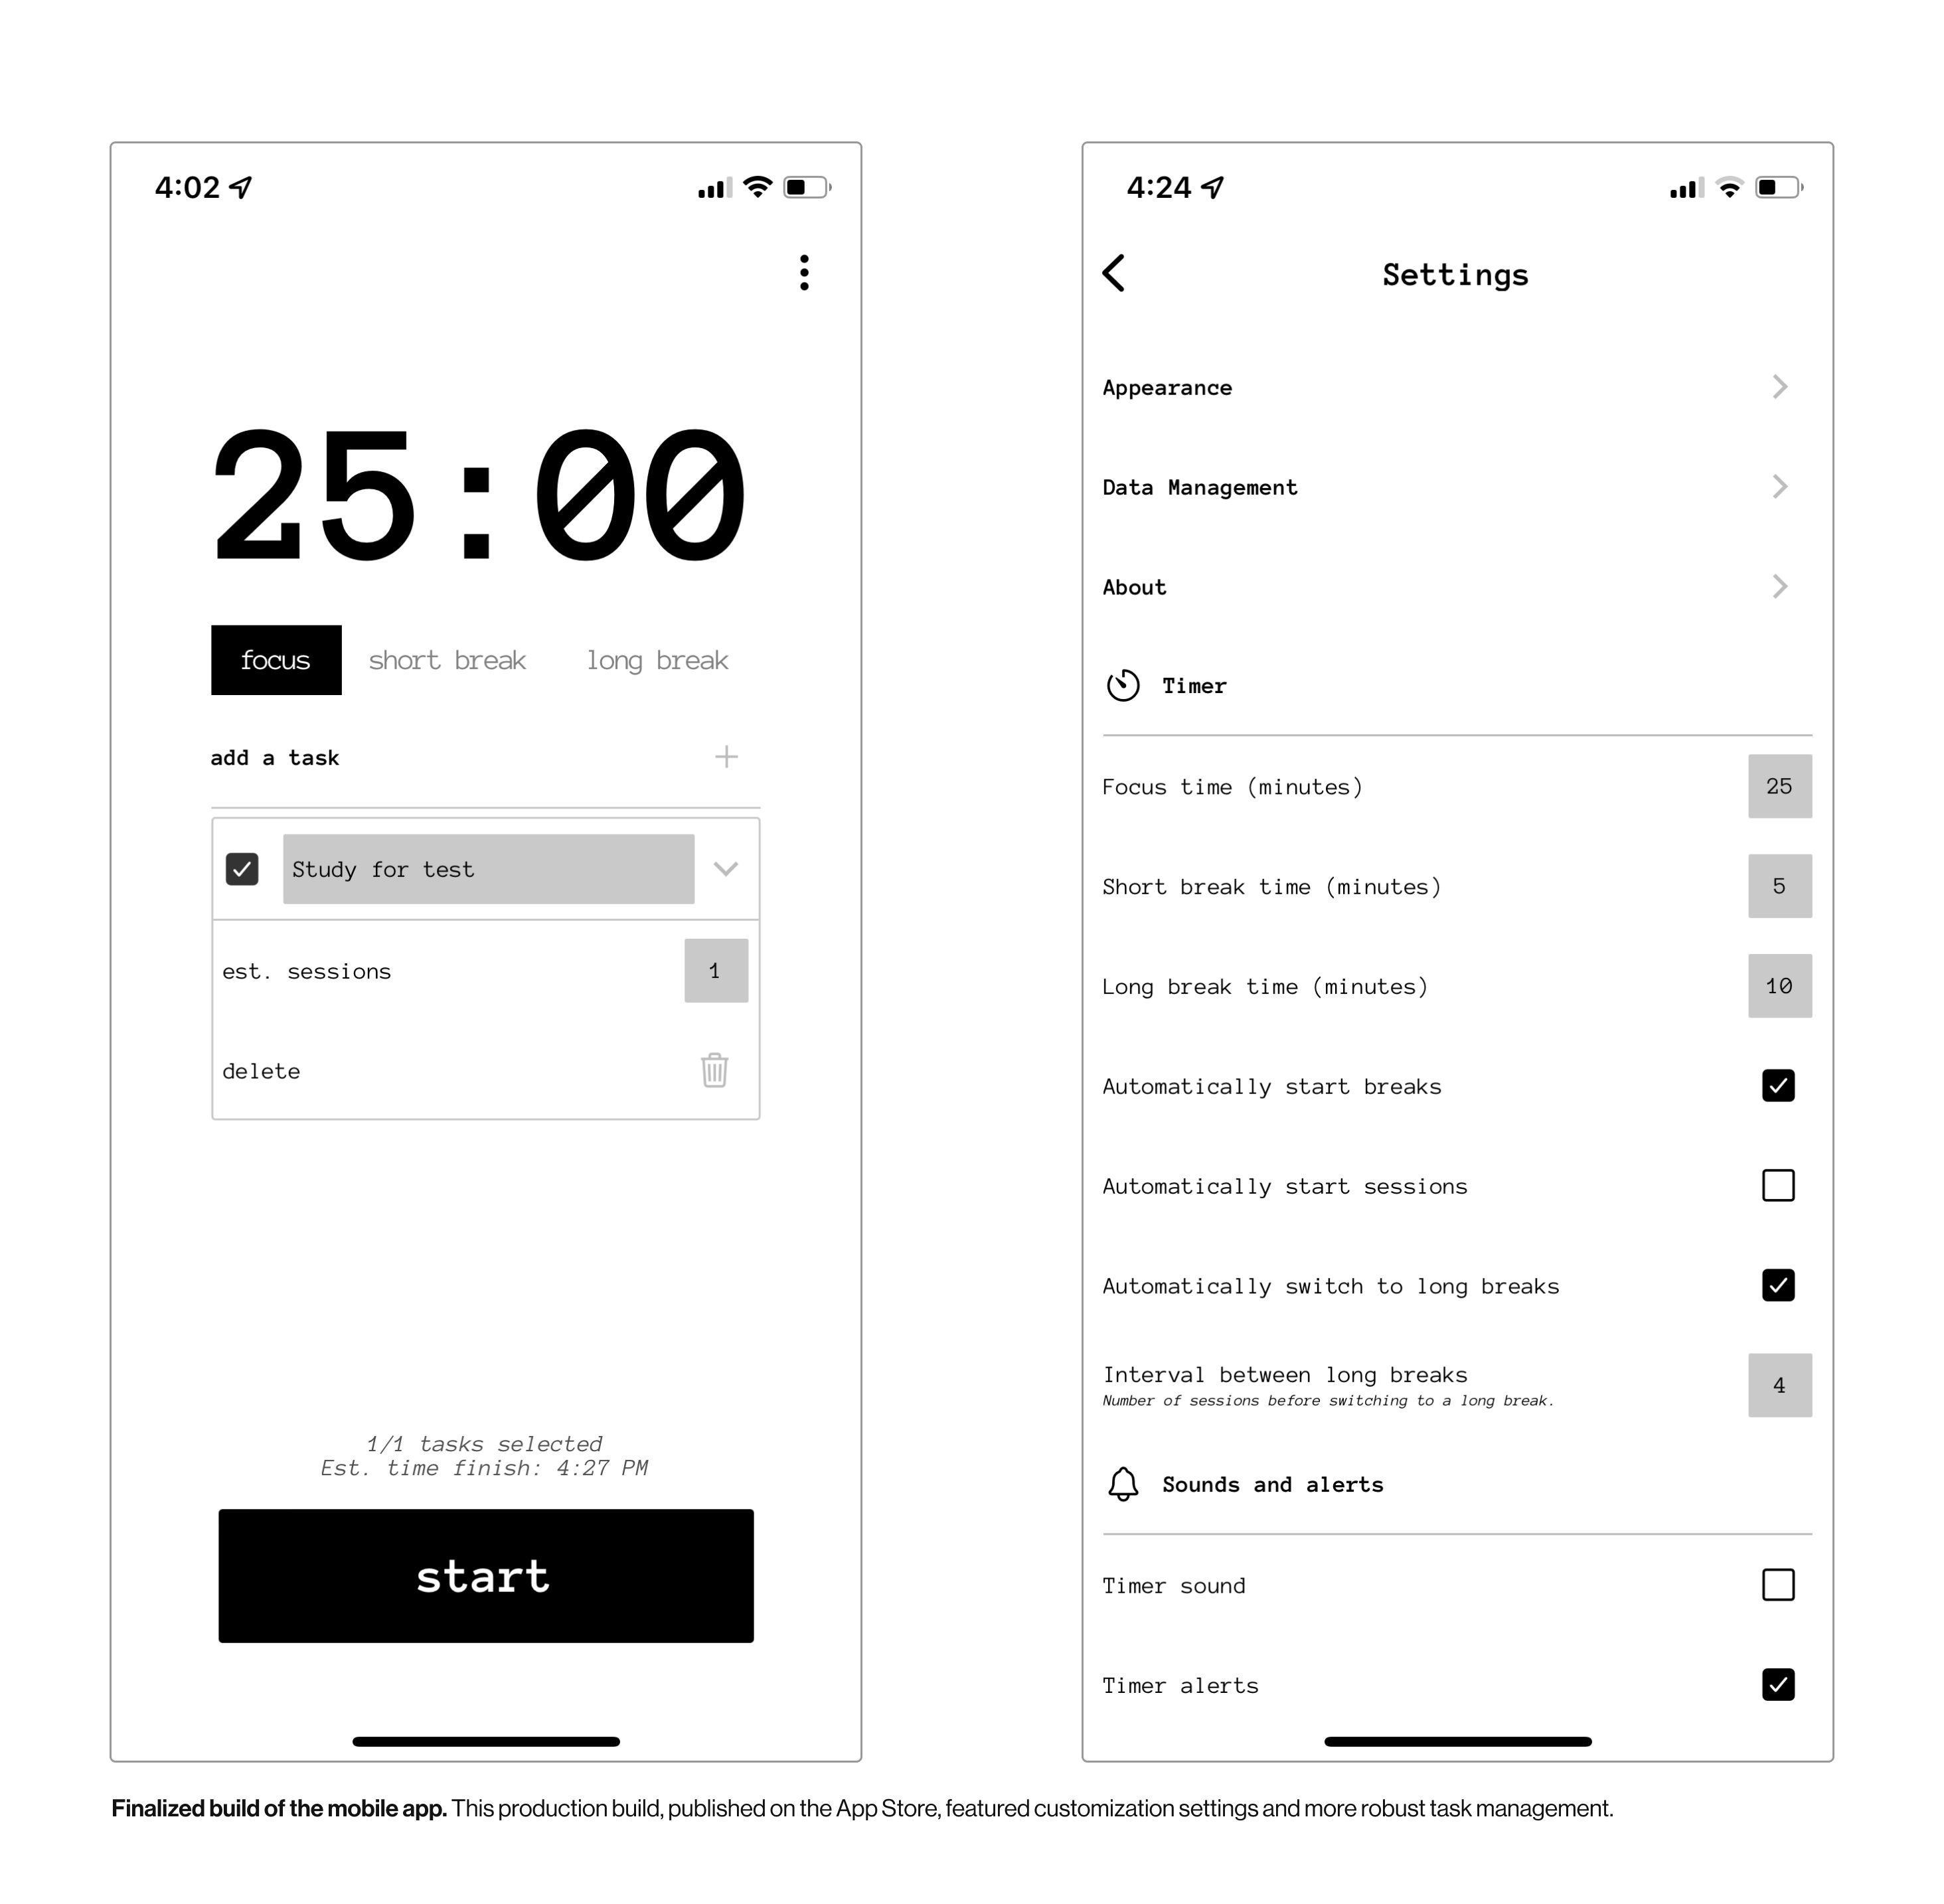 4:02
25:00
focus short break long break
add a task
Study for test
est. sessions 1
delete
1/1 tasks selected
Est. time finish: 4:27 PM
start
4:24
Settings
Appearance
Data Management
About
Timer
Focus time (minutes) 25
Short break time (minutes) 5
Long break time (minutes) 10
Automatically start breaks
Automatically start sessions
Automatically switch to long breaks
Interval between long breaks 4
Number of sessions before switching to a long break.
Sounds and alerts
Timer sound
Timer alerts
Finalized build of the mobile app. This production build, published on the App Store, featured customization settings and more robust task management.